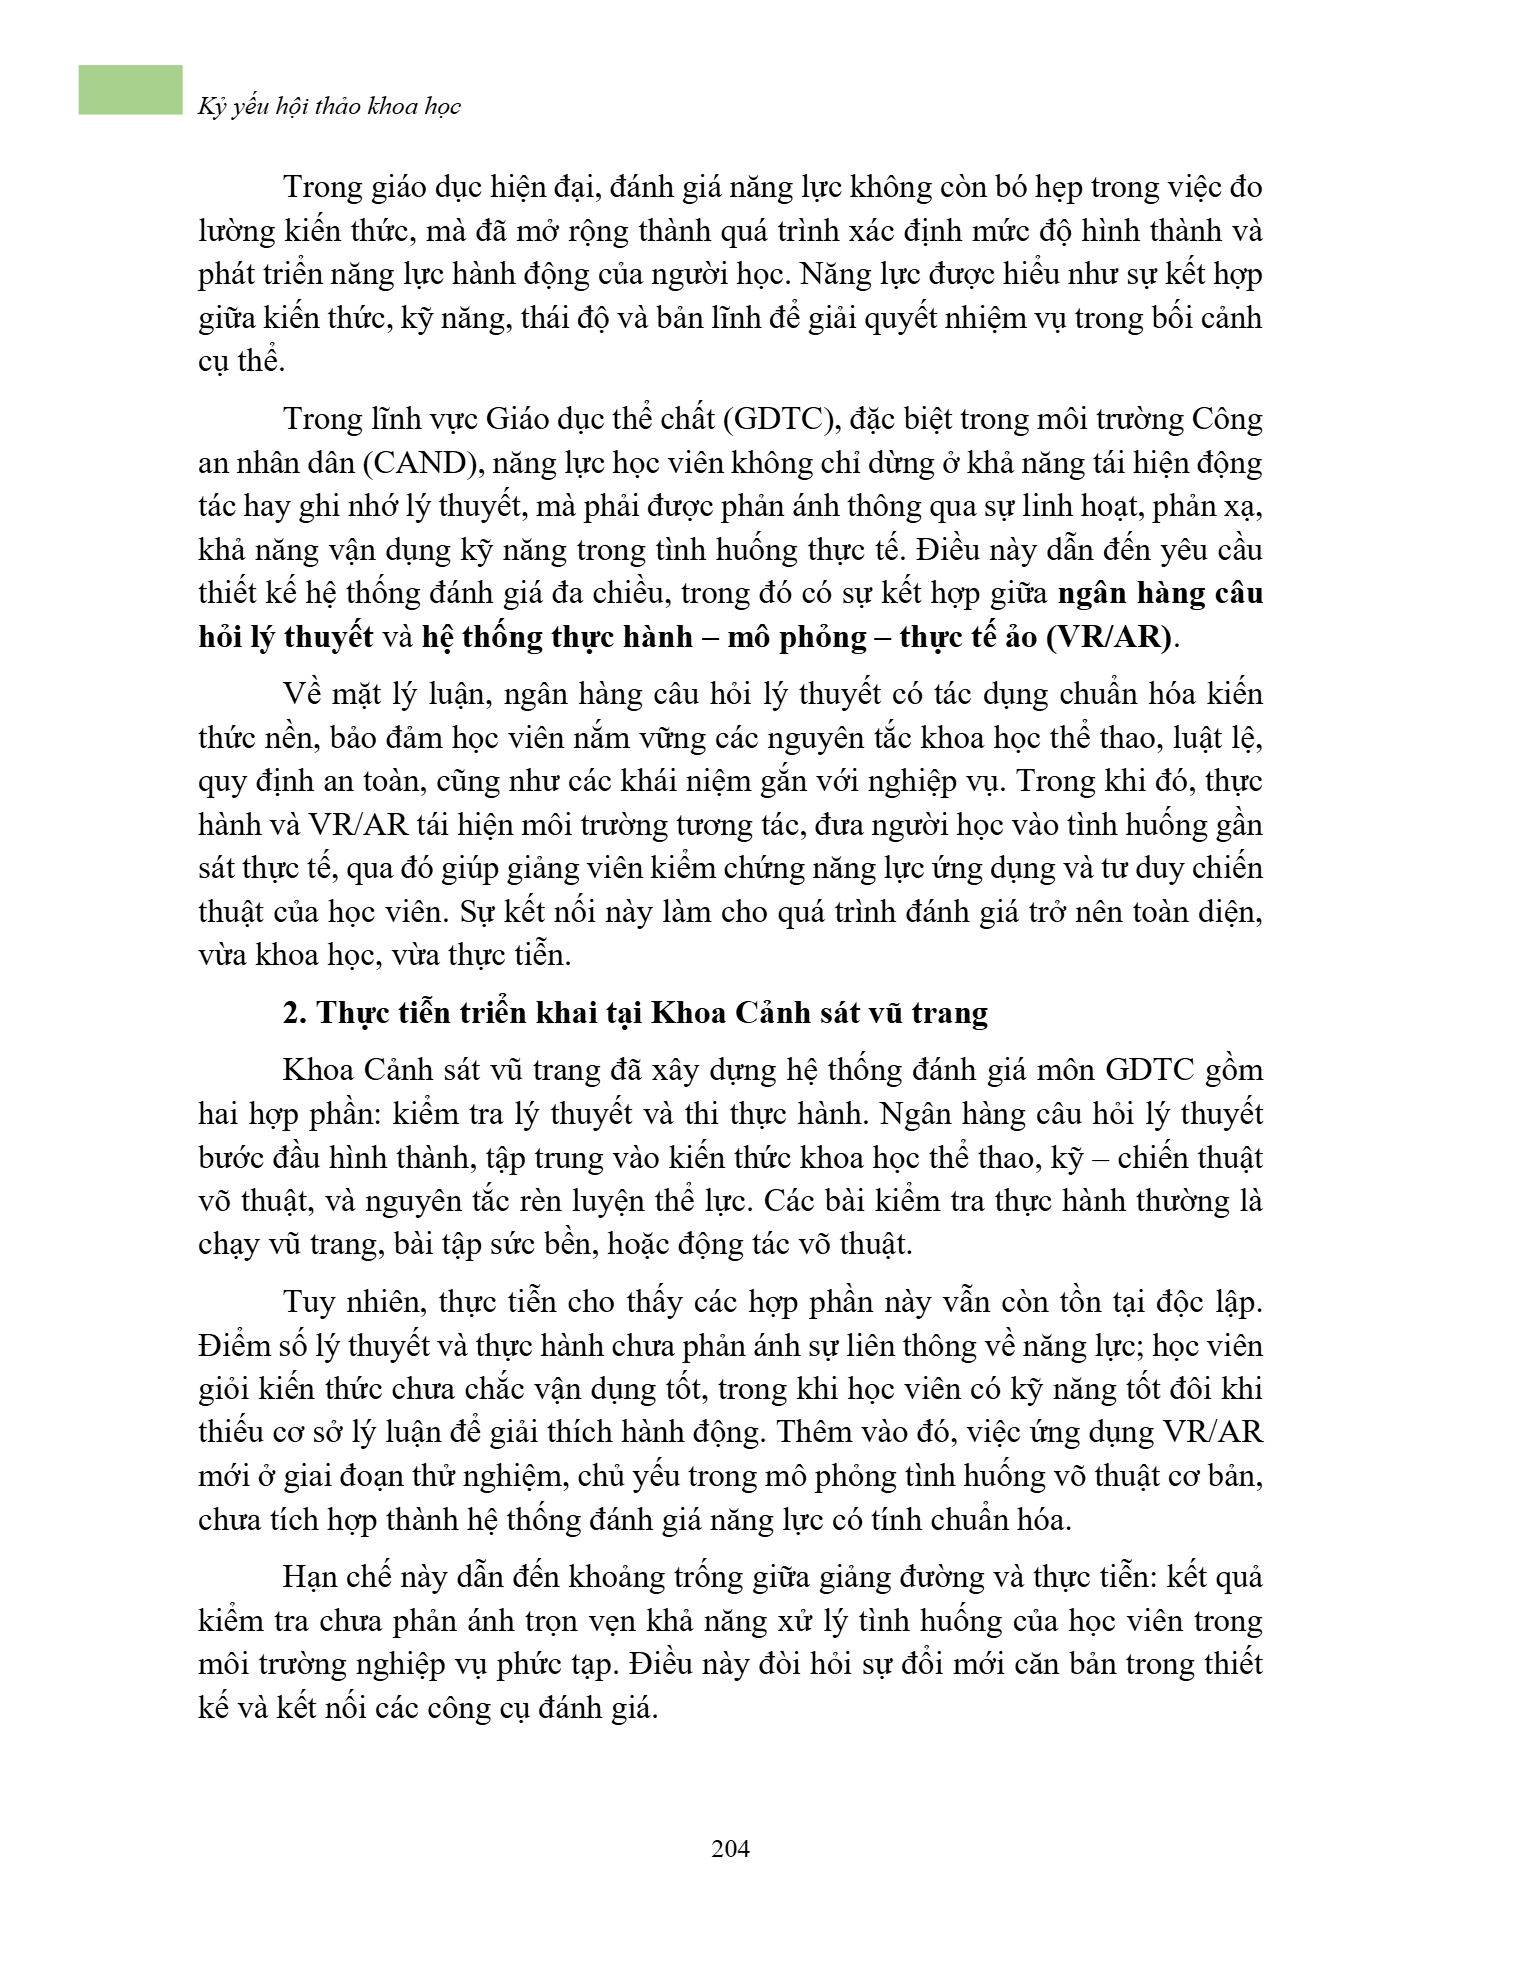 Kỷ yếu hội thảo khoa học
Trong giáo dục hiện đại, đánh giá năng lực không còn bó hẹp trong việc đo
lường kiến thức, mà đã mở rộng thành quá trình xác định mức độ hình thành và
phát triển năng lực hành động của người học. Năng lực được hiểu như sự kết hợp
giữa kiến thức, kỹ năng, thái độ và bản lĩnh để giải quyết nhiệm vụ trong bối cảnh
cụ thể.
Trong lĩnh vực Giáo dục thể chất (GDTC), đặc biệt trong môi trường Công
an nhân dân (CAND), năng lực học viên không chỉ dừng ở khả năng tái hiện động
tác hay ghi nhớ lý thuyết, mà phải được phản ánh thông qua sự linh hoạt, phản xạ,
khả năng vận dụng kỹ năng trong tình huống thực tế. Điều này dẫn đến yêu cầu
thiết kế hệ thống đánh giá đa chiều, trong đó có sự kết hợp giữa ngân hàng câu
hỏi lý thuyết và hệ thống thực hành – mô phỏng – thực tế ảo (VR/AR).
Về mặt lý luận, ngân hàng câu hỏi lý thuyết có tác dụng chuẩn hóa kiến
thức nền, bảo đảm học viên nắm vững các nguyên tắc khoa học thể thao, luật lệ,
quy định an toàn, cũng như các khái niệm gắn với nghiệp vụ. Trong khi đó, thực
hành và VR/AR tái hiện môi trường tương tác, đưa người học vào tình huống gần
sát thực tế, qua đó giúp giảng viên kiểm chứng năng lực ứng dụng và tư duy chiến
thuật của học viên. Sự kết nối này làm cho quá trình đánh giá trở nên toàn diện,
vừa khoa học, vừa thực tiễn.
2. Thực tiễn triển khai tại Khoa Cảnh sát vũ trang
Khoa Cảnh sát vũ trang đã xây dựng hệ thống đánh giá môn GDTC gồm
hai hợp phần: kiểm tra lý thuyết và thi thực hành. Ngân hàng câu hỏi lý thuyết
bước đầu hình thành, tập trung vào kiến thức khoa học thể thao, kỹ – chiến thuật
võ thuật, và nguyên tắc rèn luyện thể lực. Các bài kiểm tra thực hành thường là
chạy vũ trang, bài tập sức bền, hoặc động tác võ thuật.
Tuy nhiên, thực tiễn cho thấy các hợp phần này vẫn còn tồn tại độc lập.
Điểm số lý thuyết và thực hành chưa phản ánh sự liên thông về năng lực; học viên
giỏi kiến thức chưa chắc vận dụng tốt, trong khi học viên có kỹ năng tốt đôi khi
thiếu cơ sở lý luận để giải thích hành động. Thêm vào đó, việc ứng dụng VR/AR
mới ở giai đoạn thử nghiệm, chủ yếu trong mô phỏng tình huống võ thuật cơ bản,
chưa tích hợp thành hệ thống đánh giá năng lực có tính chuẩn hóa.
Hạn chế này dẫn đến khoảng trống giữa giảng đường và thực tiễn: kết quả
kiểm tra chưa phản ánh trọn vẹn khả năng xử lý tình huống của học viên trong
môi trường nghiệp vụ phức tạp. Điều này đòi hỏi sự đổi mới căn bản trong thiết
kế và kết nối các công cụ đánh giá.
204